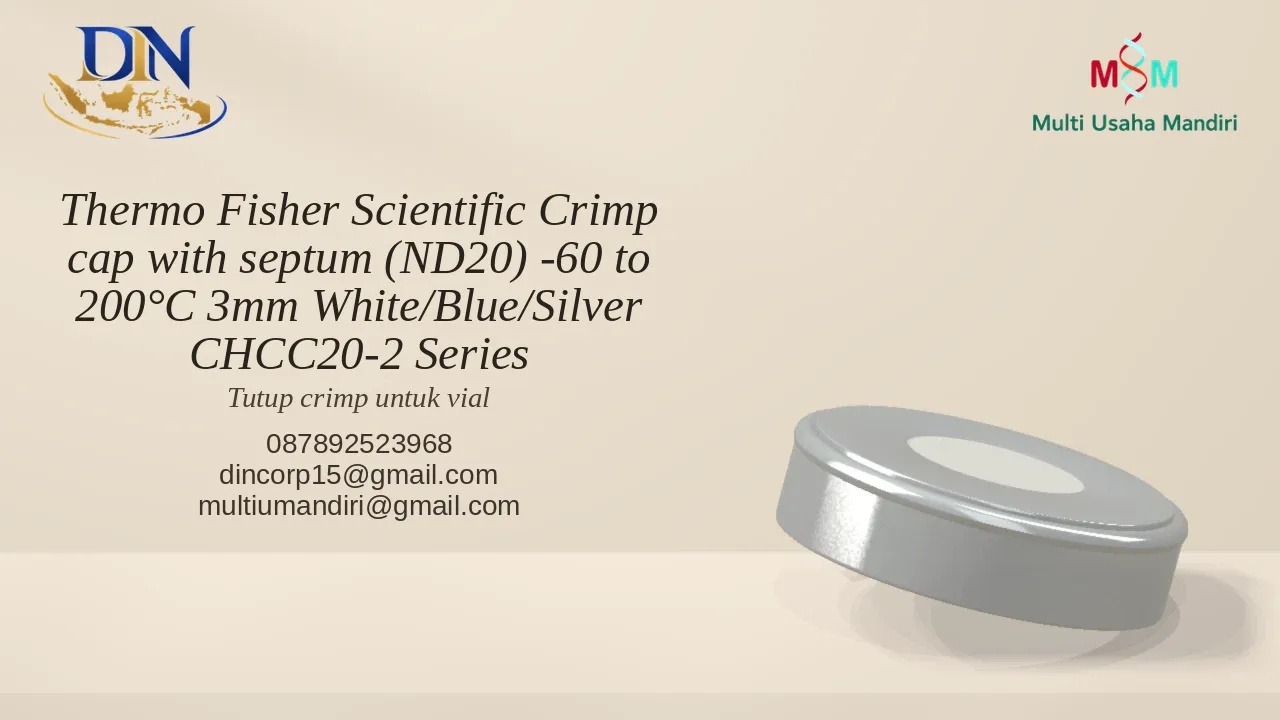 DIN
M M
Multi Usaha Mandiri
Thermo Fisher Scientific Crimp
cap with septum (ND20) -60 to
200°C 3mm White/Blue/Silver
CHCC20-2 Series
Tutup crimp untuk vial
087892523968
dincorp15@gmail.com
multiumandiri@gmail.com